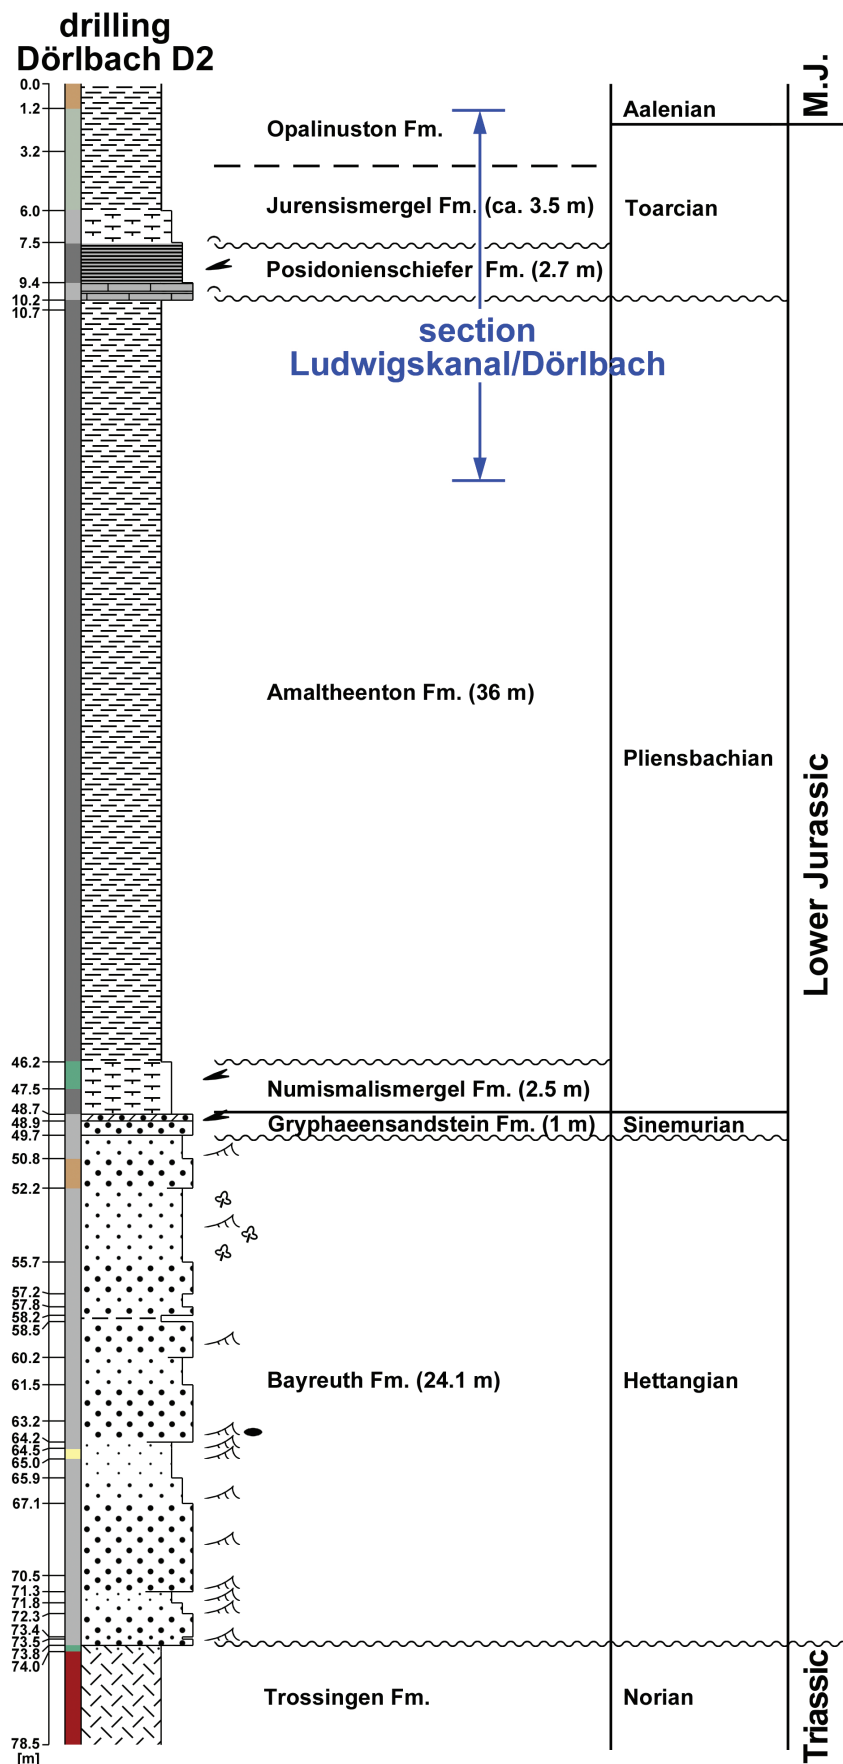 drilling
Dörlbach D2
0.0
1.2
3.2
6.0
7.5
9.4
10.2
10.7
46.2
47.5
48.7
48.9
49.7
50.8
52.2
55.7
57.2
57.8
58.2
58.5
60.2
61.5
63.2
64.2
64.5
65.0
65.9
67.1
70.5
71.3
71.8
72.3
73.4
73.5
73.8
74.0
78.5
[m]
Opalinuston Fm.
Jurensismergel Fm. (ca. 3.5 m)
Posidonienschiefer Fm. (2.7 m)
section
Ludwigskanal/Dörlbach
Amaltheenton Fm. (36 m)
Numismalismergel Fm. (2.5 m)
Gryphaeensandstein Fm. (1 m)
Bayreuth Fm. (24.1 m)
Trossingen Fm.
Aalenian
Toarcian
Pliensbachian
Sinemurian
Hettangian
Norian
M.J.
Lower Jurassic
Triassic